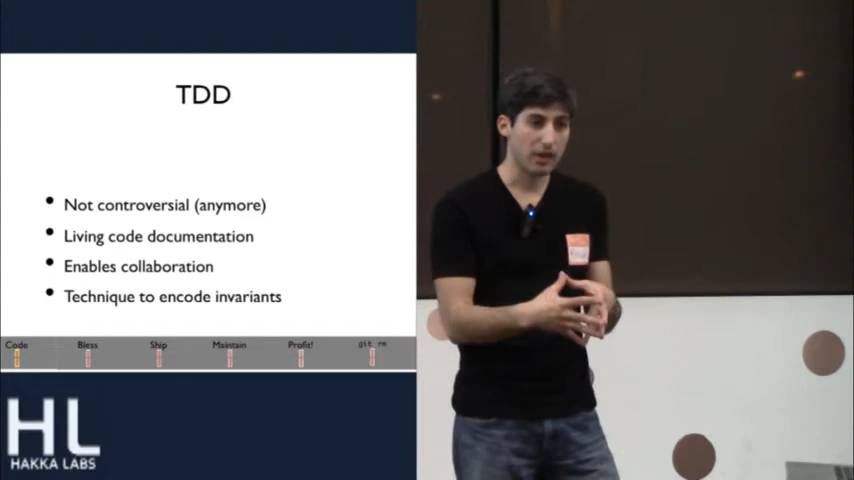 TDD
Not controversial (anymore)
Living code documentation
Enables collaboration
Technique to encode invariants
Code Bless Ship Maintain Profit! git rm
HL
HAKKA LABS